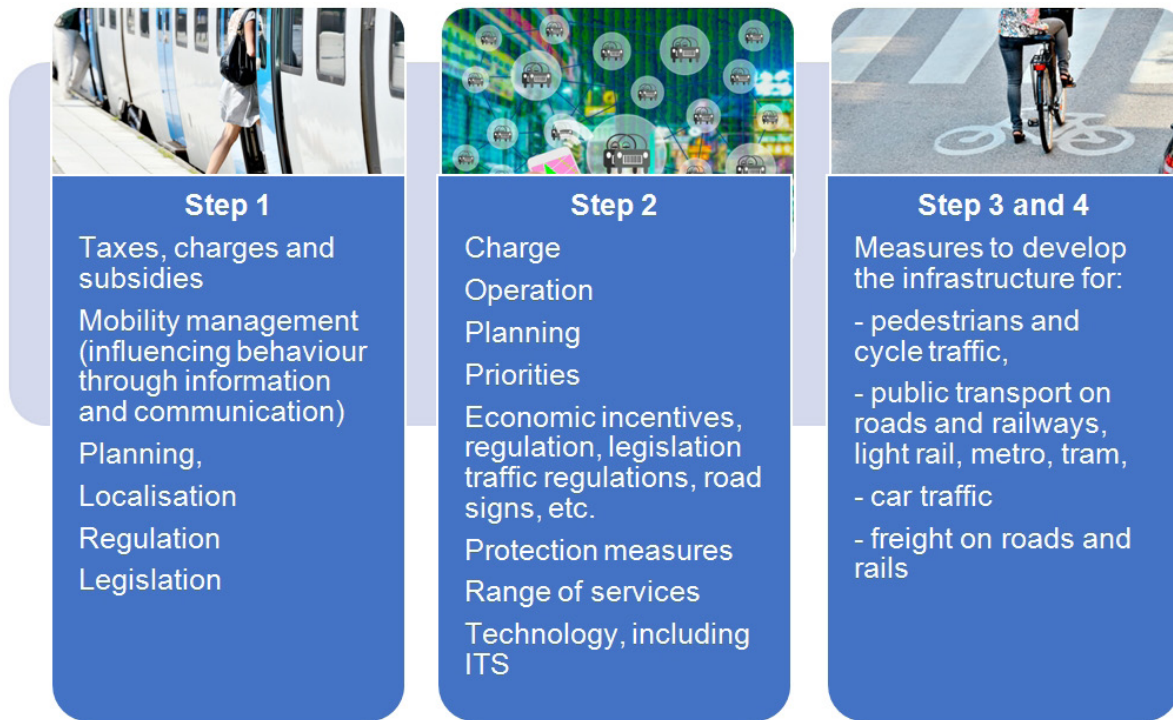 Step 1
Taxes, charges and
subsidies
Mobility management
(influencing behaviour
through information
and communication)
Planning,
Localisation
Regulation
Legislation
Step 2
Charge
Operation
Planning
Priorities
Economic incentives,
regulation, legislation
traffic regulations, road
signs, etc.
Protection measures
Range of services
Technology, including
ITS
Step 3 and 4
Measures to develop
the infrastructure for:
- pedestrians and
cycle traffic,
- public transport on
roads and railways,
light rail, metro, tram,
- car traffic
- freight on roads and
rails